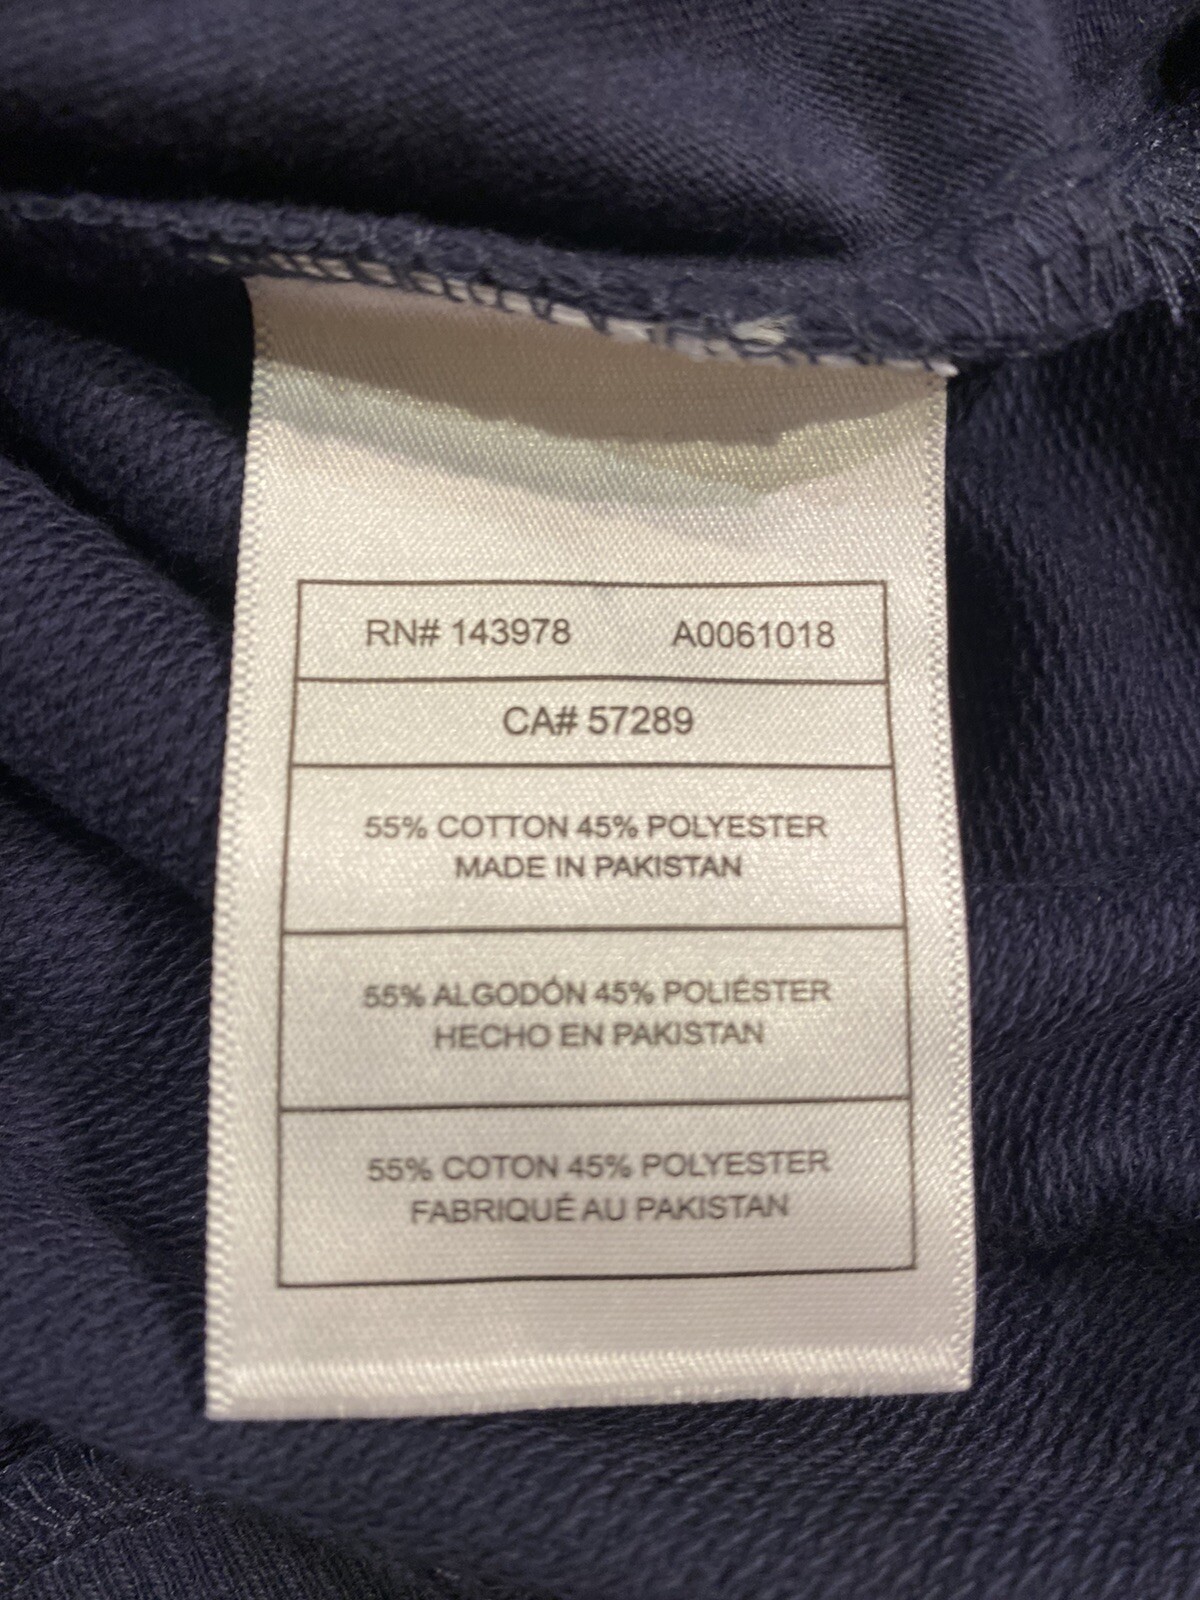 RN# 143978 A0061018
CA# 57289
55% COTTON 45% POLYESTER
MADE IN PAKISTAN
55% ALGODÓN 45% POLIÉSTER
HECHO EN PAKISTAN
55% COTON 45% POLYESTER
FABRIQUÉ AU PAKISTAN